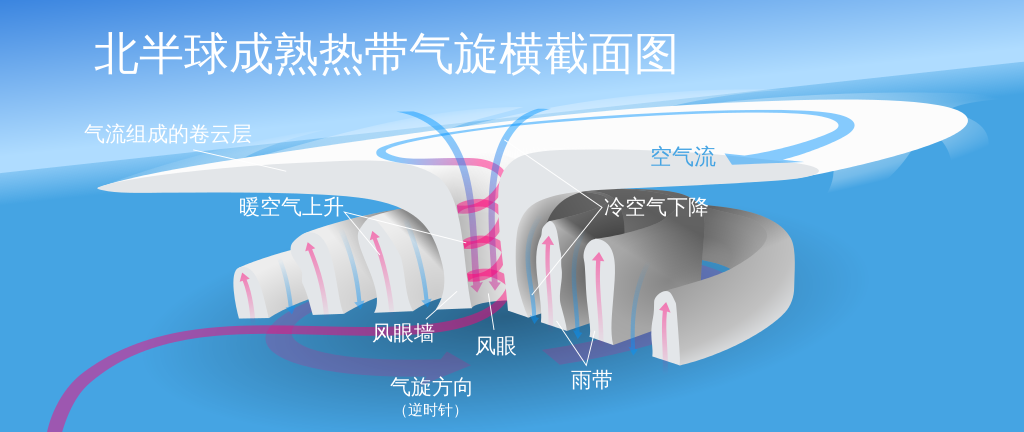 北半球成熟热带气旋横截面图
气流组成的卷云层
空气流
暖空气上升
冷空气下降
风眼墙
风眼
雨带
气旋方向
（逆时针）